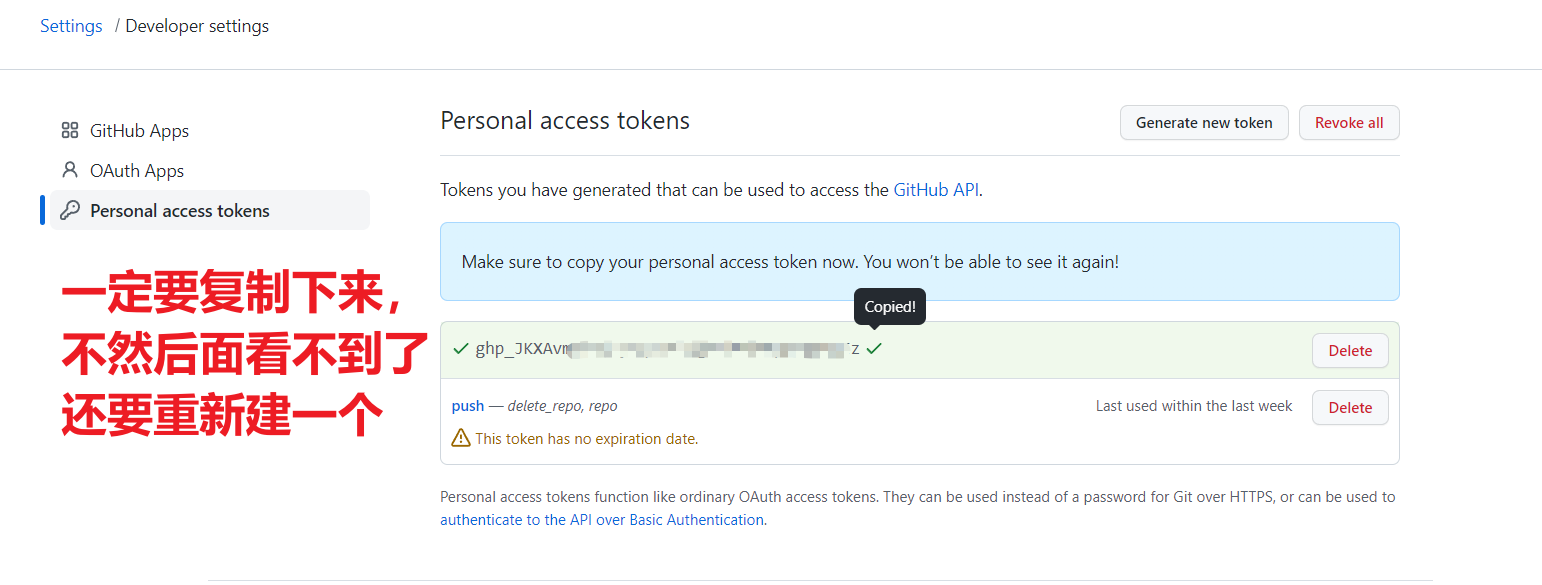 Settings / Developer settings
GitHub Apps
OAuth Apps
Personal access tokens
一定要复制下来，
不然后面看不到了
还要重新建一个
Personal access tokens
Generate new token
Revoke all
Tokens you have generated that can be used to access the GitHub API.
Make sure to copy your personal access token now. You won’t be able to see it again!
Copied!
Delete
push — delete_repo, repo
Last used within the last week
Delete
This token has no expiration date.
Personal access tokens function like ordinary OAuth access tokens. They can be used instead of a password for Git over HTTPS, or can be used to
authenticate to the API over Basic Authentication.